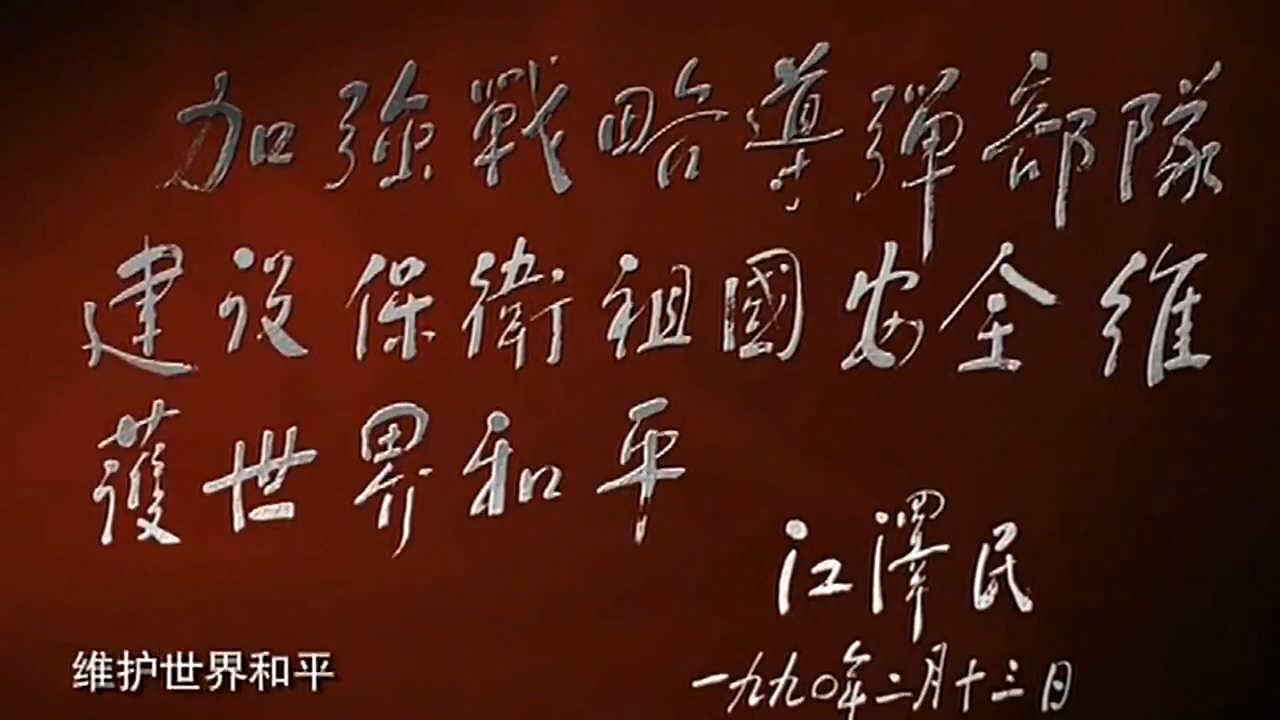 加強戰略導彈部隊
建设保衛祖國安全維
護世界和平
江澤民
一九九〇年二月十三日
维护世界和平